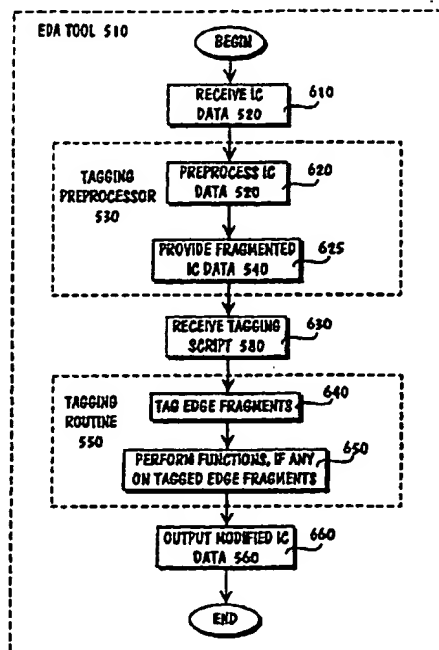 EDA TOOL 510
BEGIN
RECEIVE IC
DATA 520
610
TAGGING
PREPROCESSOR
530
PREPROCESS IC
DATA 520
620
PROVIDE FRAGMENTED
IC DATA 540
625
RECEIVE TAGGING
SCRIPT 580
630
TAGGING
ROUTINE
550
TAG EDGE FRAGMENTS
640
PERFORM FUNCTIONS, IF ANY
ON TAGGED EDGE FRAGMENTS
650
OUTPUT MODIFIED IC
DATA 560
660
END